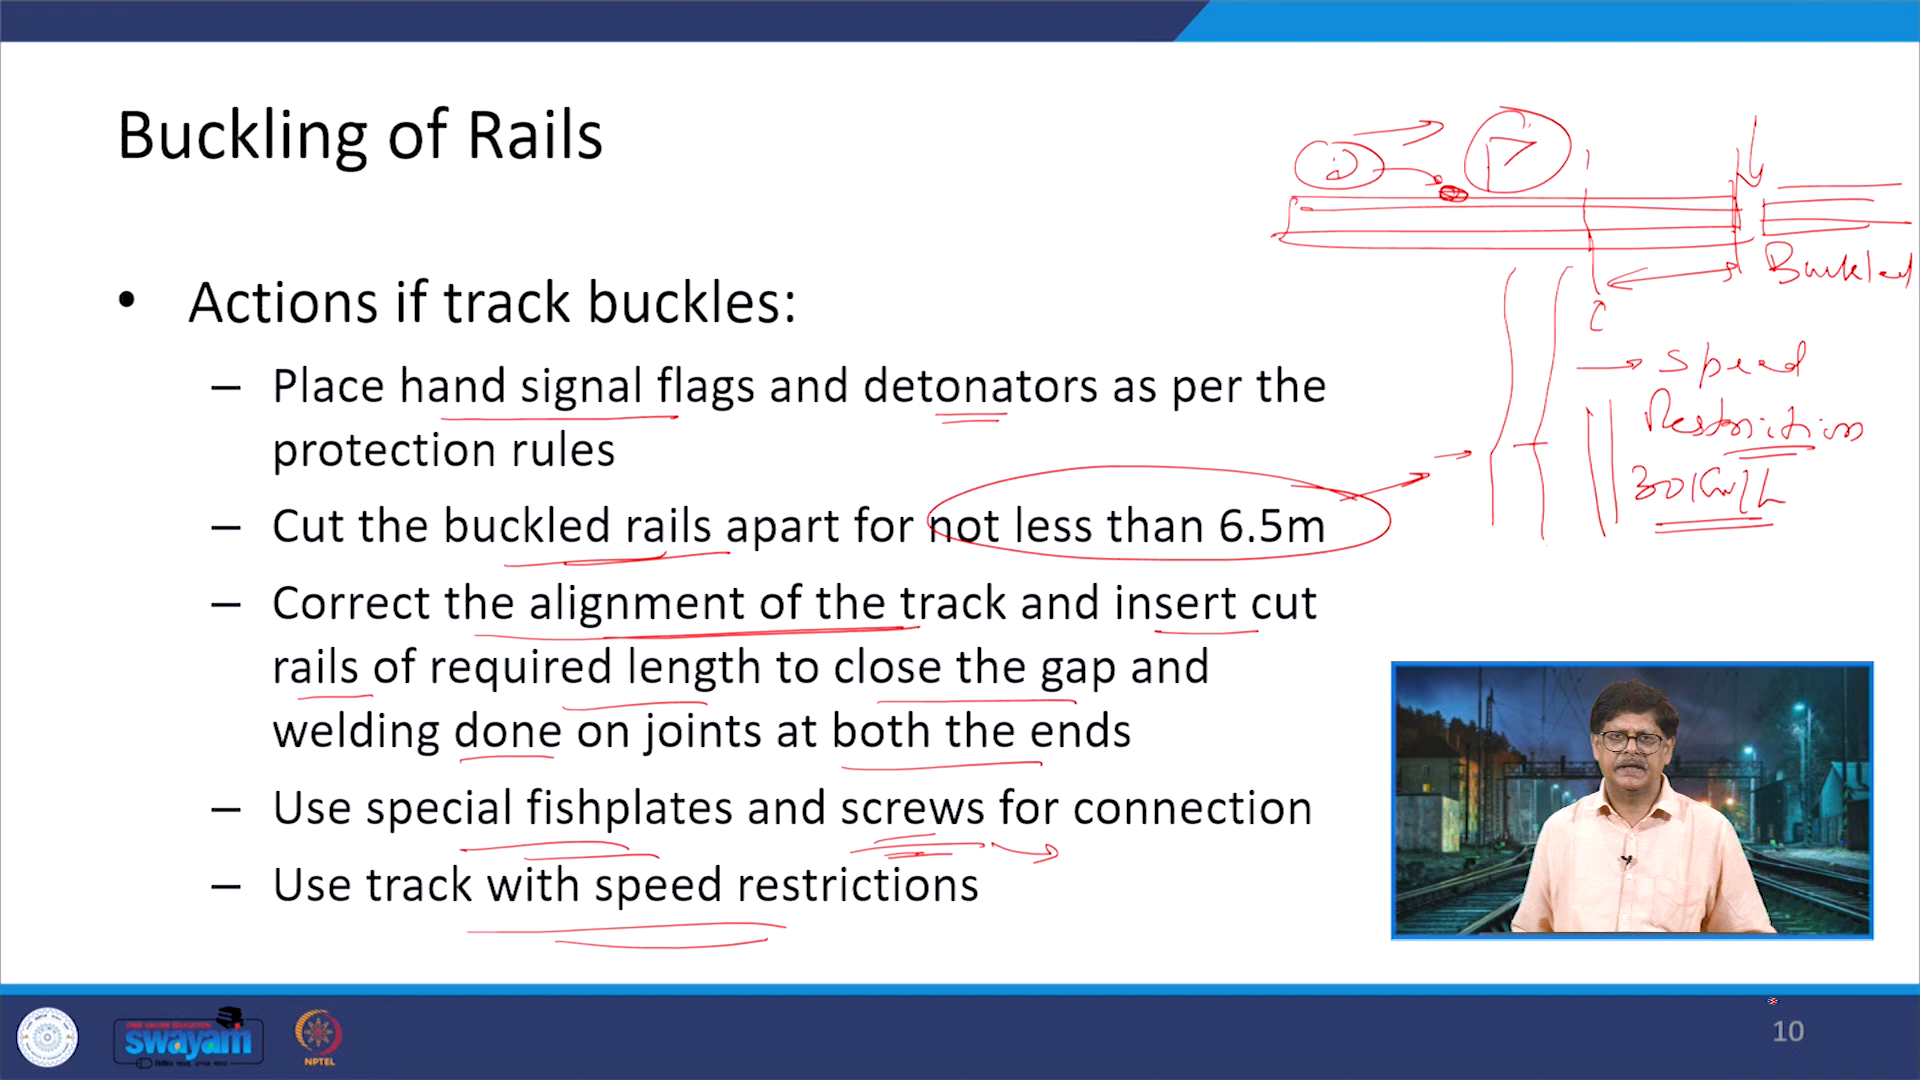 Buckling of Rails
• Actions if track buckles:
– Place hand signal flags and detonators as per the
protection rules
– Cut the buckled rails apart for not less than 6.5m
– Correct the alignment of the track and insert cut
rails of required length to close the gap and
welding done on joints at both the ends
– Use special fishplates and screws for connection
– Use track with speed restrictions
Buckled
Speed
Restriction
30 Km/h
FREE ONLINE EDUCATION
swayam
NPTEL
10